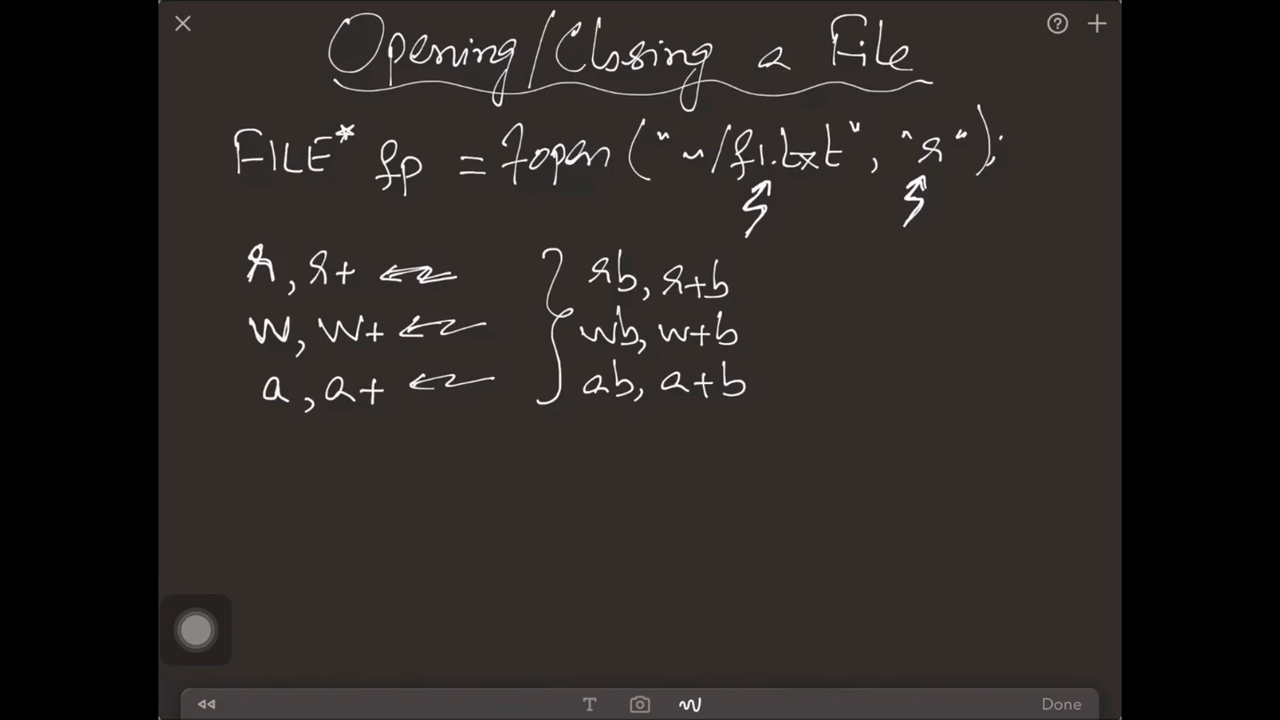 Opening/Closing a File
FILE* fp = fopen("~/f1.txt", "r");
r, r+ rb, r+b
w, w+ wb, w+b
a, a+ ab, a+b
T Done